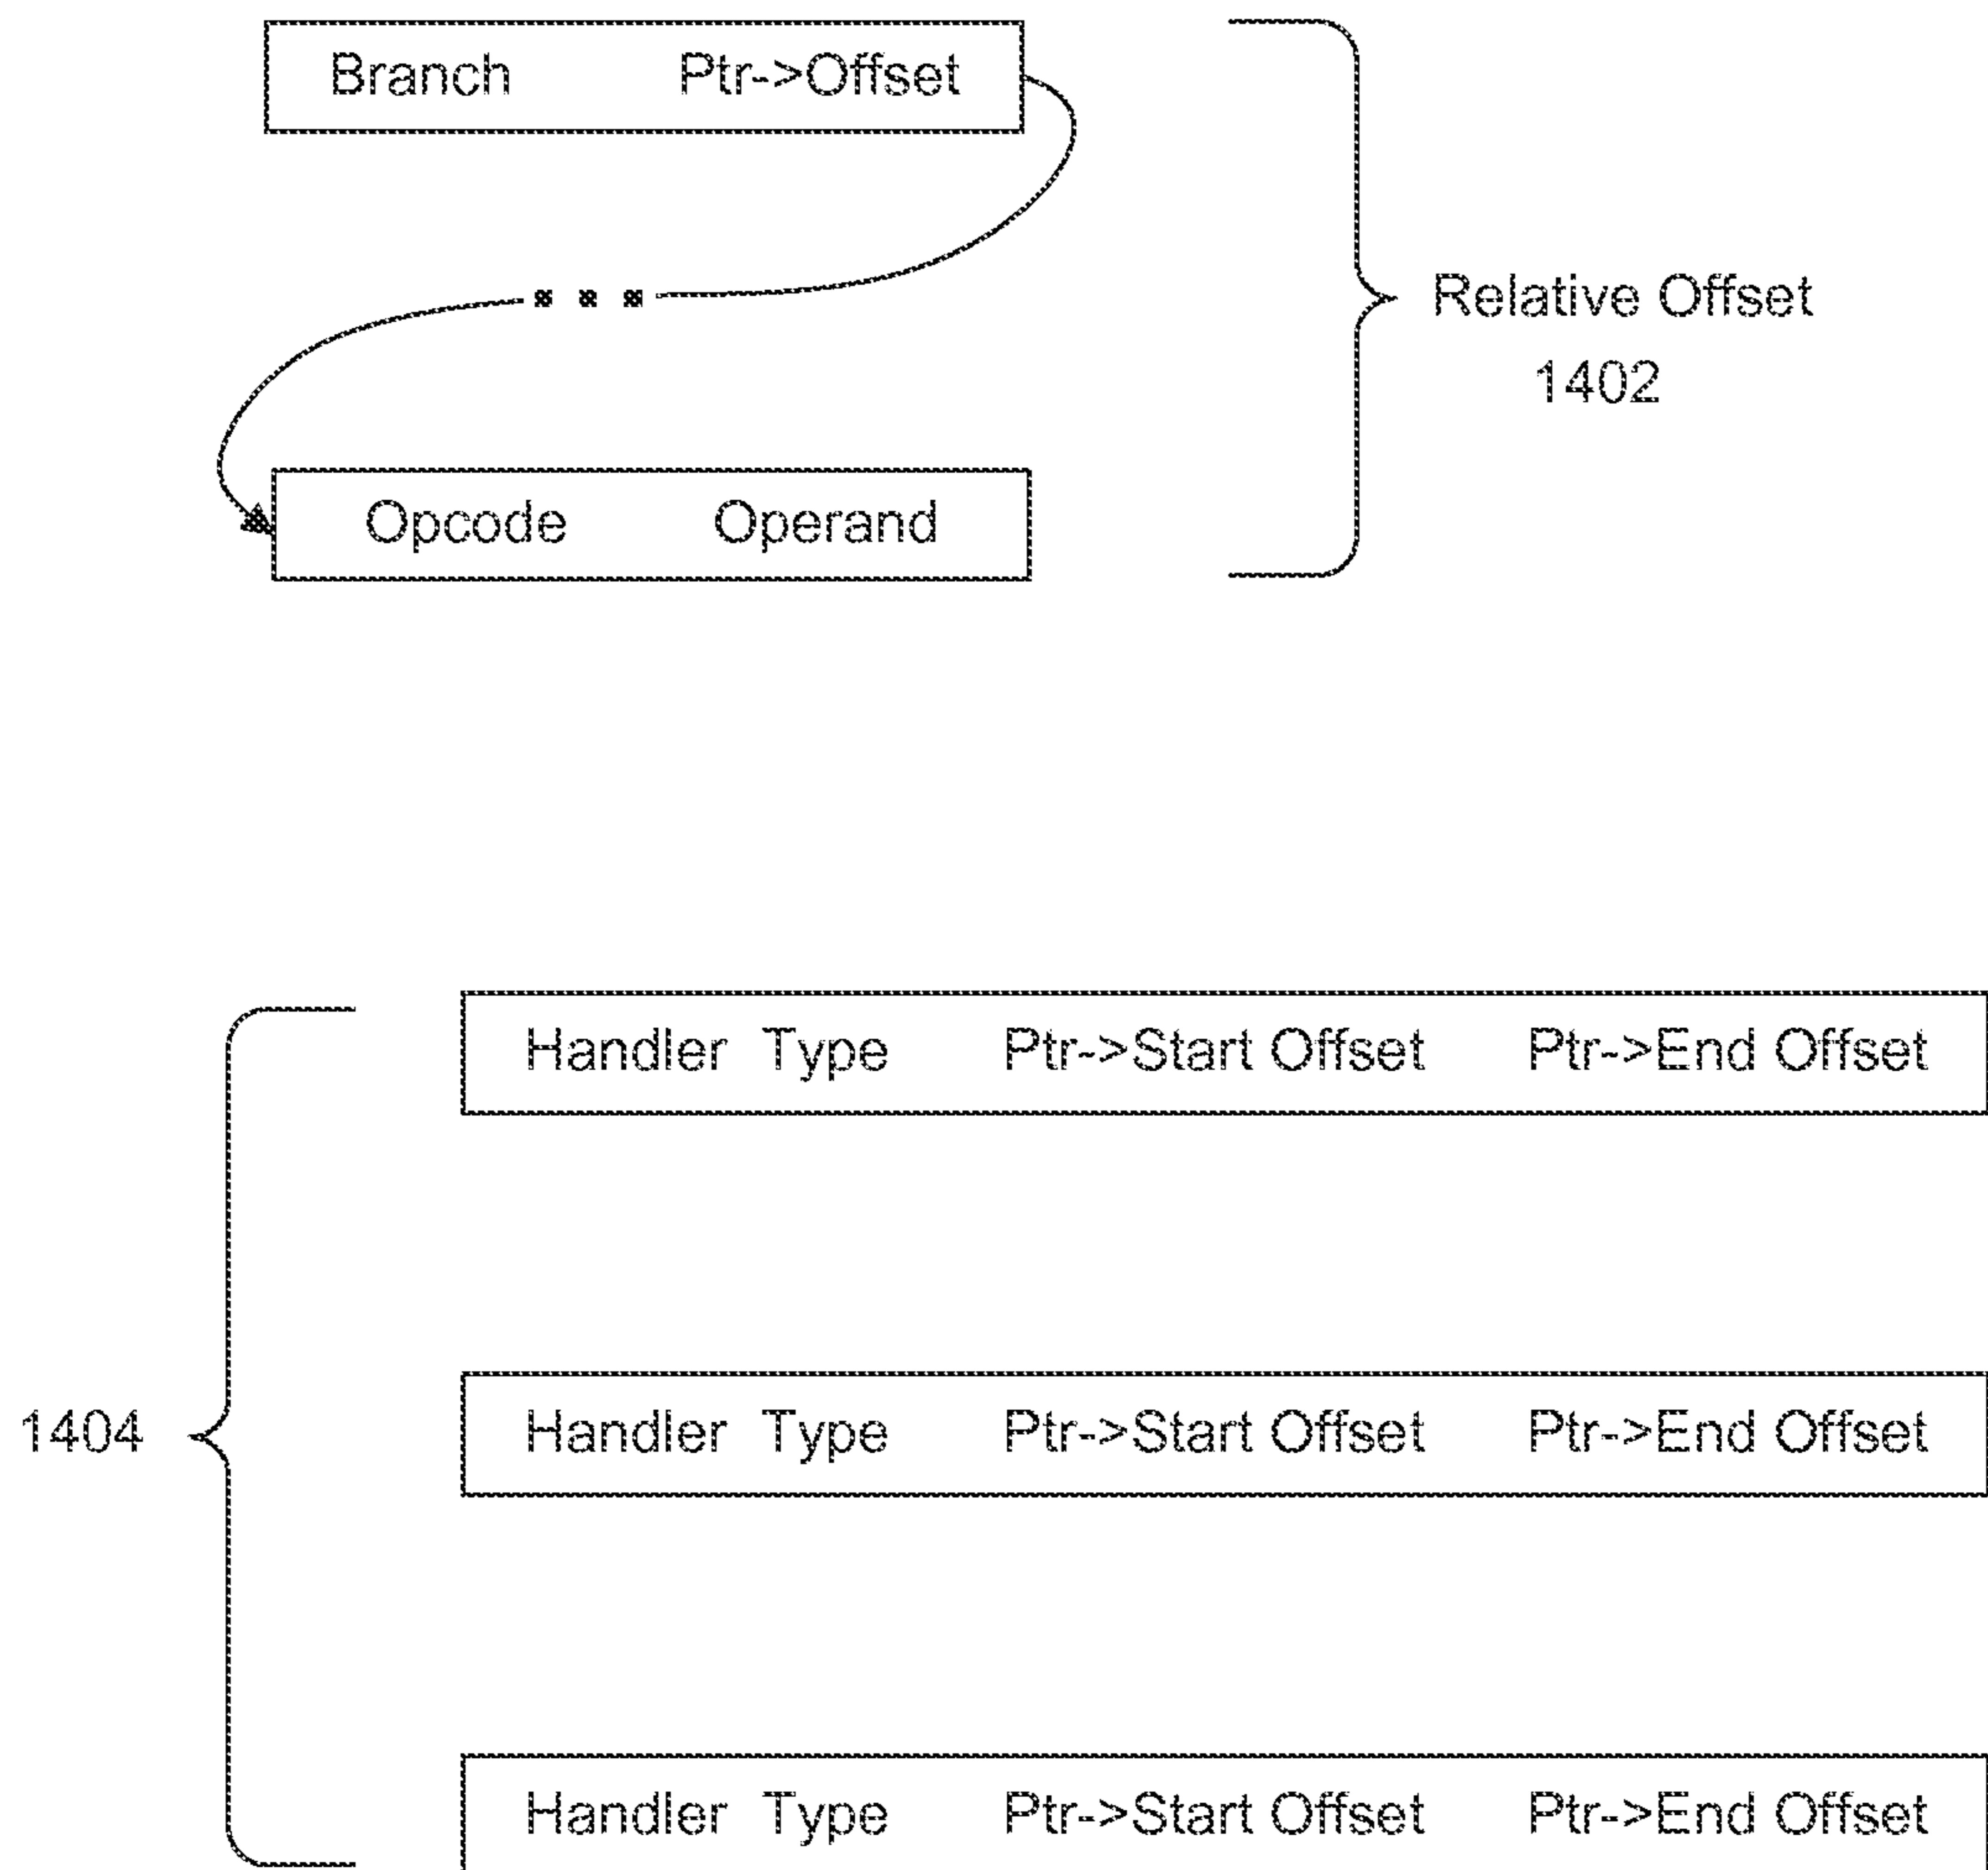 Branch Ptr->Offset
Relative Offset
1402
Opcode Operand
Handler Type Ptr->Start Offset Ptr->End Offset
1404
Handler Type Ptr->Start Offset Ptr->End Offset
Handler Type Ptr->Start Offset Ptr->End Offset